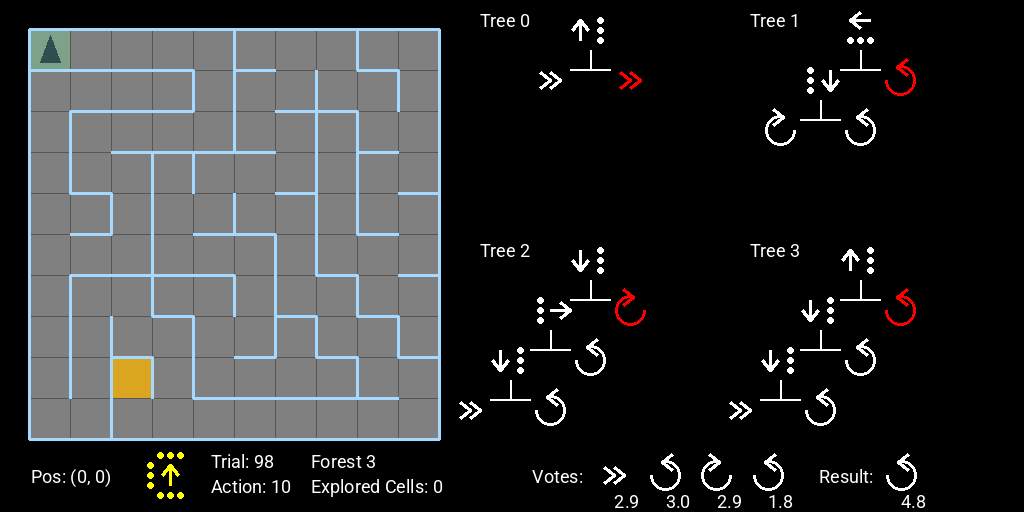 Tree 0
Tree 1
Tree 2
Tree 3
Pos: (0, 0)
Trial: 98
Forest 3
Action: 10
Explored Cells: 0
Votes:
2.9
3.0
2.9
1.8
Result:
4.8